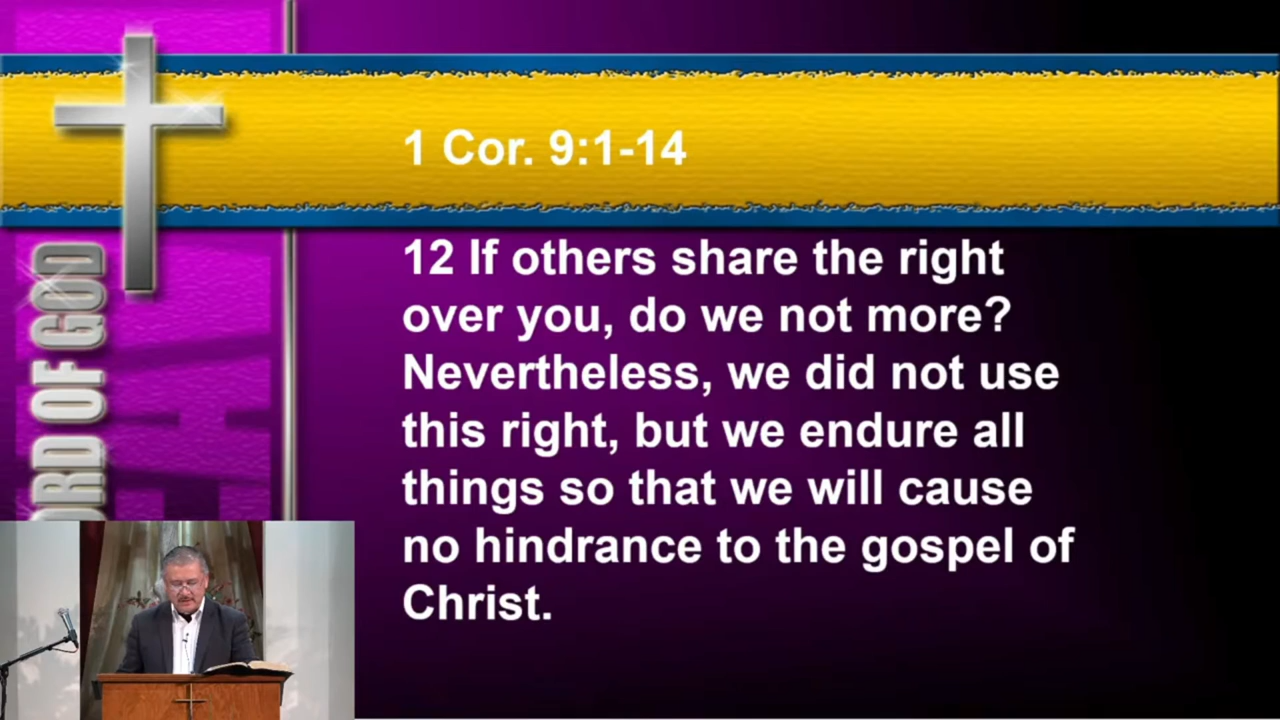 1 Cor. 9:1-14
12 If others share the right
over you, do we not more?
Nevertheless, we did not use
this right, but we endure all
things so that we will cause
no hindrance to the gospel of
Christ.
OF GOD